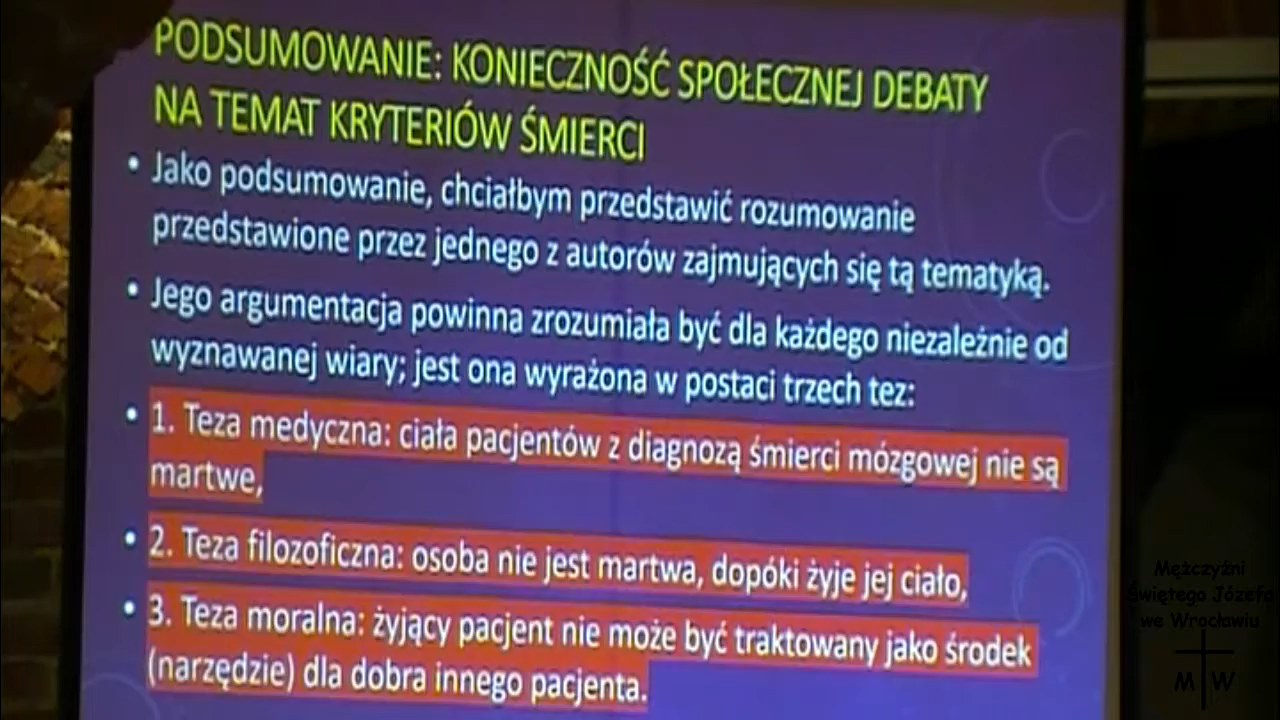 PODSUMOWANIE: KONIECZNOŚĆ SPOŁECZNEJ DEBATY
NA TEMAT KRYTERIÓW ŚMIERCI
• Jako podsumowanie, chciałbym przedstawić rozumowanie
przedstawione przez jednego z autorów zajmujących się tą tematyką.
• Jego argumentacja powinna zrozumiała być dla każdego niezależnie od
wyznawanej wiary; jest ona wyrażona w postaci trzech tez:
• 1. Teza medyczna: ciała pacjentów z diagnozą śmierci mózgowej nie są
martwe,
• 2. Teza filozoficzna: osoba nie jest martwa, dopóki żyje jej ciało,
• 3. Teza moralna: żyjący pacjent nie może być traktowany jako środek
(narzędzie) dla dobra innego pacjenta.
Mężczyźni
Świętego Józefa
we Wrocławiu
M W